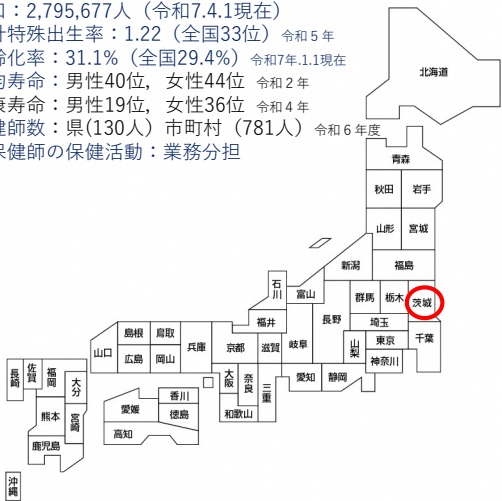 口：2,795,677人（令和7.4.1現在）
計特殊出生率：1.22（全国33位）令和５年
齢化率：31.1%（全国29.4%）令和7年.1.1現在
均寿命：男性40位，女性44位 令和２年
康寿命：男性19位，女性36位 令和４年
健師数：県(130人）市町村（781人）令和６年度
保健師の保健活動：業務分担
北海道
青森
秋田 岩手
山形 宮城
新潟 福島
石川 富山 群馬 栃木 茨城
福井 長野 埼玉
島根 鳥取 兵庫 京都 滋賀 岐阜 山梨 東京 千葉
山口 広島 岡山 神奈川
長崎 佐賀 福岡 大分 大阪 奈良 三重 愛知 静岡
香川
愛媛 徳島 和歌山
熊本 宮崎 高知
鹿児島
沖縄